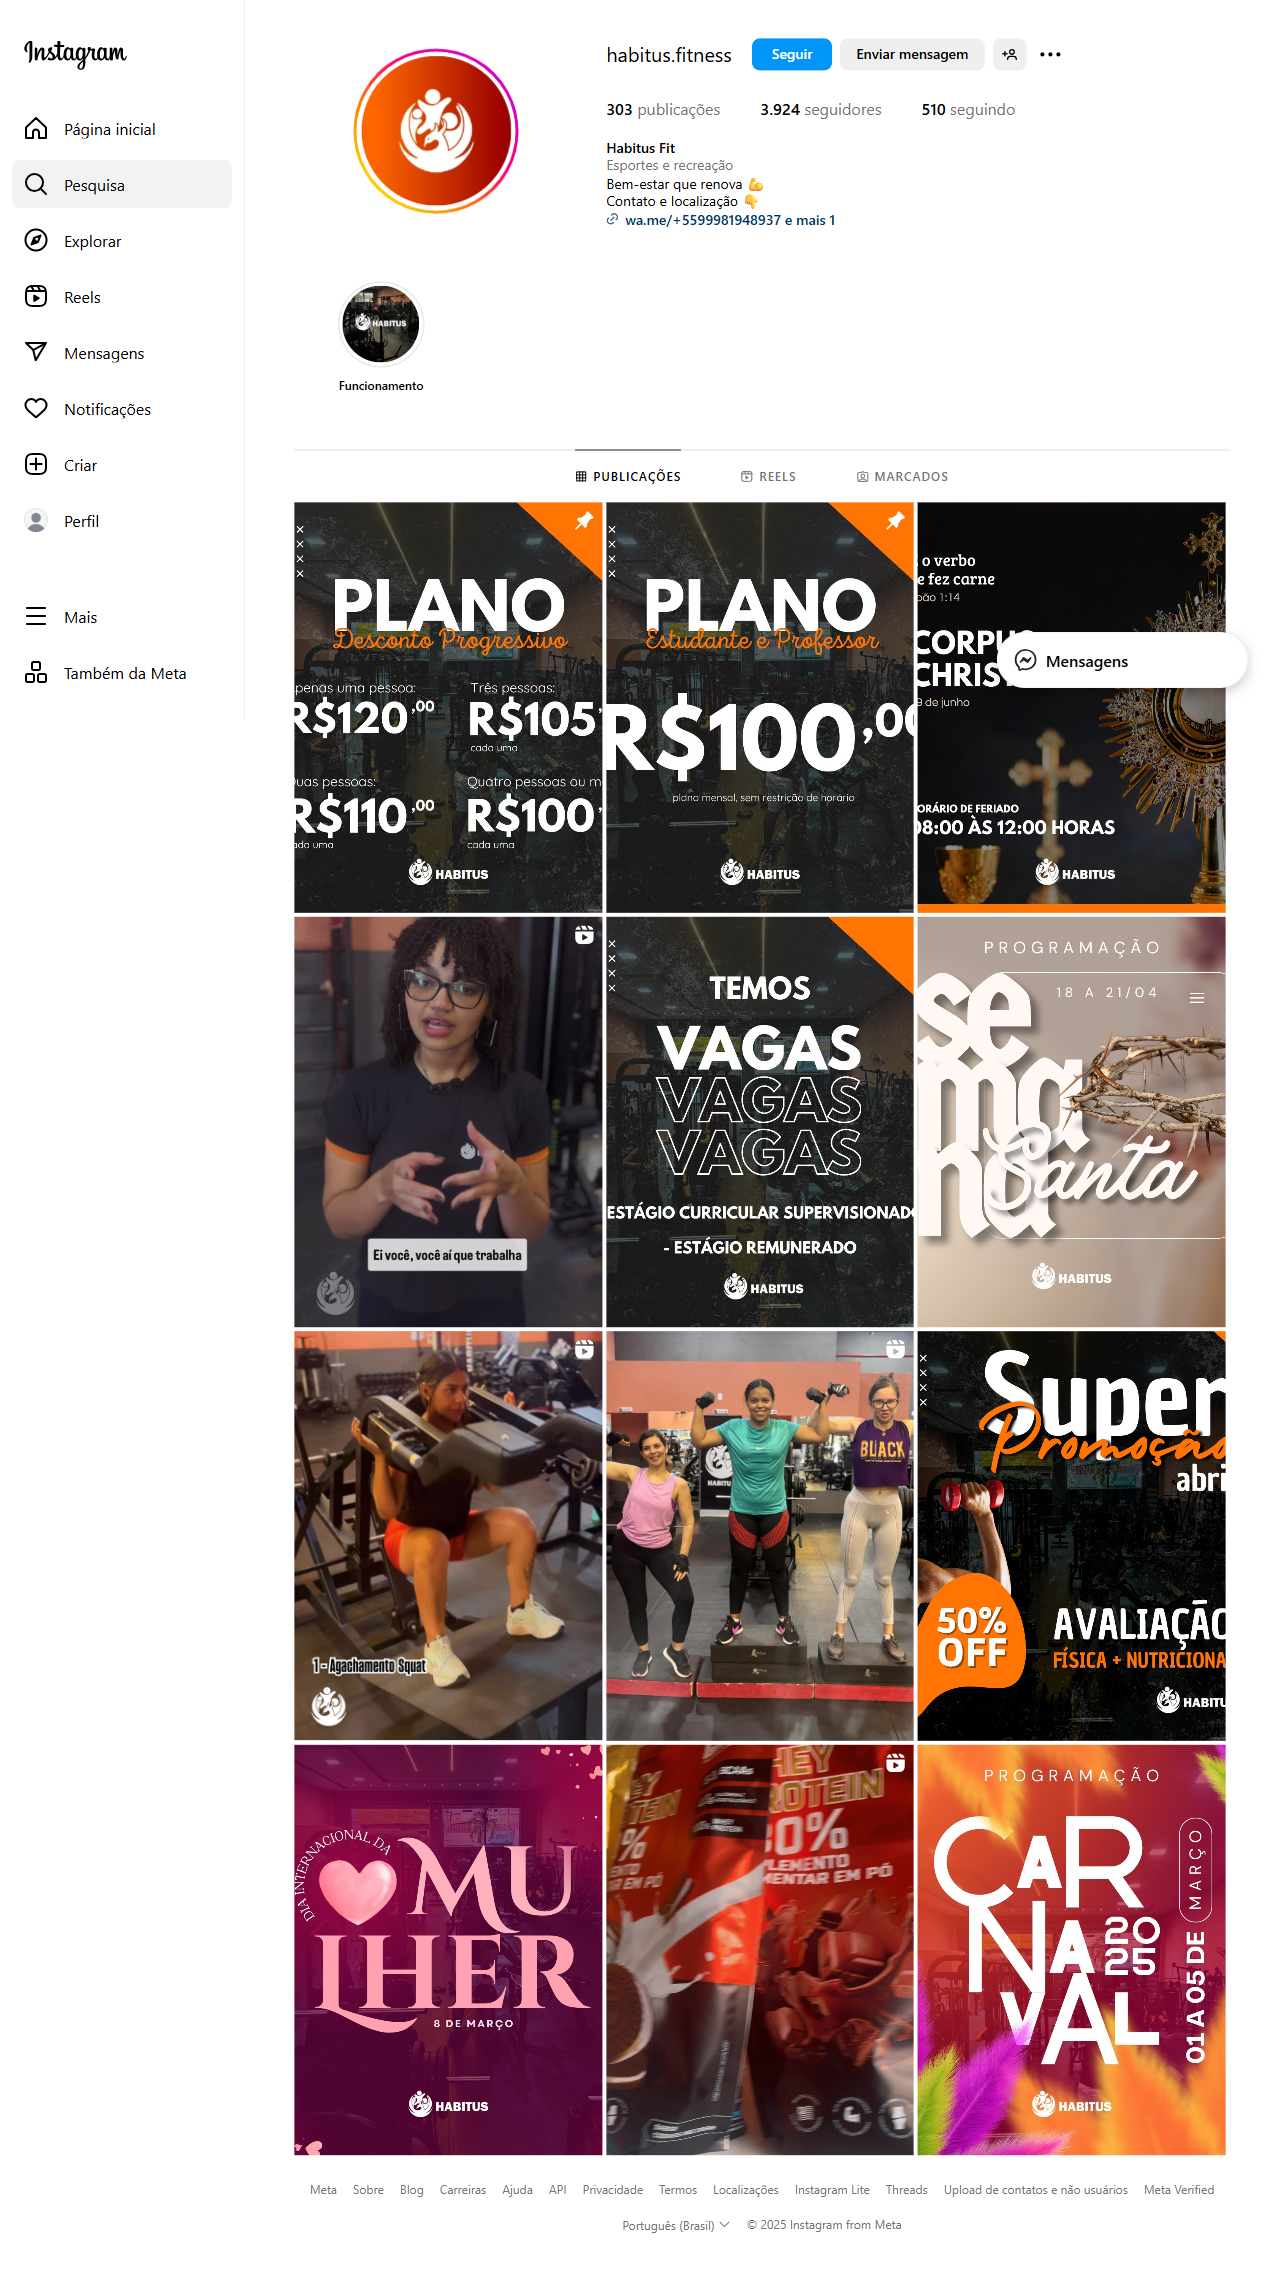 Instagram
Página inicial
Pesquisa
Explorar
Reels
Mensagens
Notificações
Criar
Perfil
Mais
Também da Meta
habitus.fitness
Seguir
Enviar mensagem
303 publicações
3.924 seguidores
510 seguindo
Habitus Fit
Esportes e recreação
Bem-estar que renova 💪
Contato e localização 👇
wa.me/+5599981948937 e mais 1
HABITUS
Funcionamento
PUBLICAÇÕES
REELS
MARCADOS
PLANO
Desconto Progressivo
penas uma pessoa:
R$120,00
Três pessoas:
R$105,
cada uma
uas pessoas:
R$110,00
ada uma
Quatro pessoas ou m
R$100,
cada uma
HABITUS
PLANO
Estudante e Professor
R$100,00
plano mensal, sem restrição de horário
HABITUS
o verbo
e fez carne
oão 1:14
CORPUS
CHRIS
9 de junho
ORÁRIO DE FERIADO
08:00 ÀS 12:00 HORAS
HABITUS
Mensagens
Ei você, você aí que trabalha
TEMOS
VAGAS
VAGAS
VAGAS
ESTÁGIO CURRICULAR SUPERVISIONADO
- ESTÁGIO REMUNERADO
HABITUS
PROGRAMAÇÃO
18 A 21/04
se
ma
na
Santa
HABITUS
1 - Agachamento Squat
HABITUS
BLACK
Super
Promoção
abri
50%
OFF
AVALIAÇÃO
FÍSICA + NUTRICIONA
HABITU
DIA INTERNACIONAL DA
MU
LHER
8 DE MARÇO
HABITUS
HEY
ROTEIN
%
80%
PLEMENTO
MENTAR EM PÓ
AR EM PÓ
PROGRAMAÇÃO
CARNAVAL
2025
01 A 05 DE MARÇO
HABITUS
Meta
Sobre
Blog
Carreiras
Ajuda
API
Privacidade
Termos
Localizações
Instagram Lite
Threads
Upload de contatos e não usuários
Meta Verified
Português (Brasil)
© 2025 Instagram from Meta